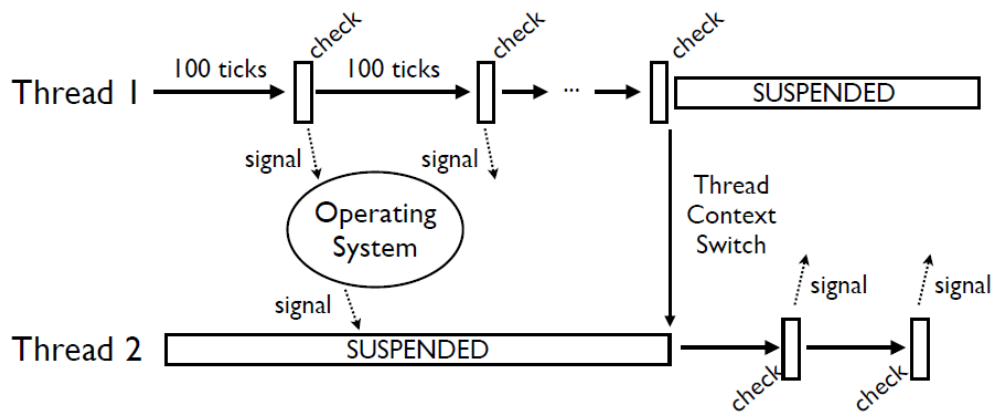 check
check
check
100 ticks
100 ticks
...
Thread 1
SUSPENDED
signal
signal
Operating
System
Thread
Context
Switch
signal
signal
signal
Thread 2
SUSPENDED
check
check